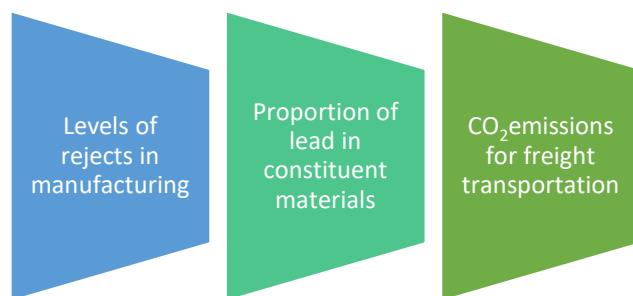 Levels of
rejects in
manufacturing
Proportion of
lead in
constituent
materials
CO₂emissions
for freight
transportation